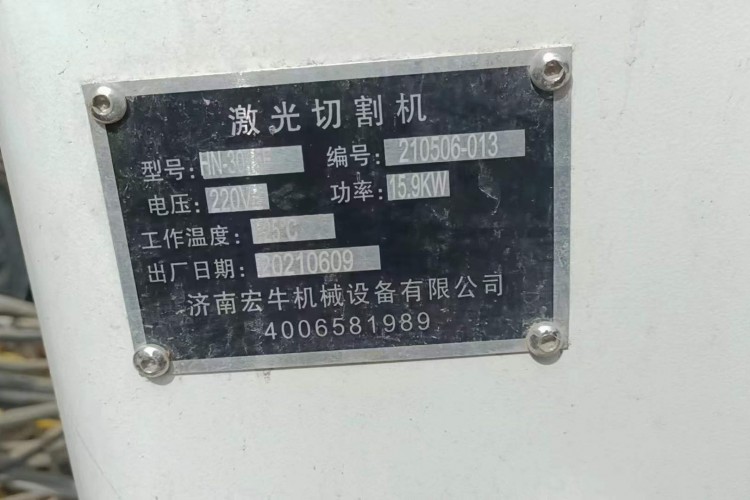 激光切割机
型号: 编号: 210506-013
电压: 220V 功率: 15.9KW
工作温度:
出厂日期: 20210609
济南宏牛机械设备有限公司
4006581989